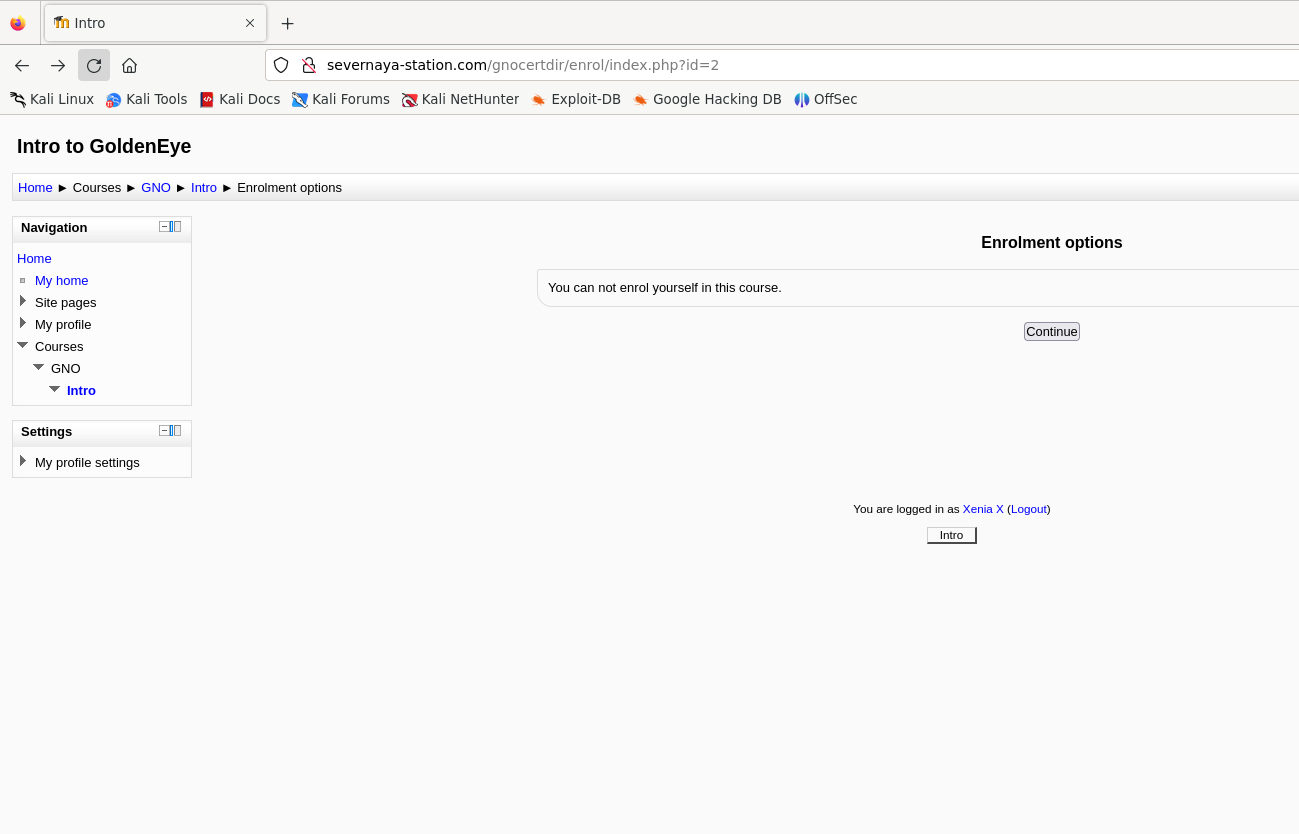 Intro
severnaya-station.com/gnocertdir/enrol/index.php?id=2
Kali Linux Kali Tools Kali Docs Kali Forums Kali NetHunter Exploit-DB Google Hacking DB OffSec
Intro to GoldenEye
Home ► Courses ► GNO ► Intro ► Enrolment options
Navigation
Home
My home
Site pages
My profile
Courses
GNO
Intro
Settings
My profile settings
Enrolment options
You can not enrol yourself in this course.
Continue
You are logged in as Xenia X (Logout)
Intro